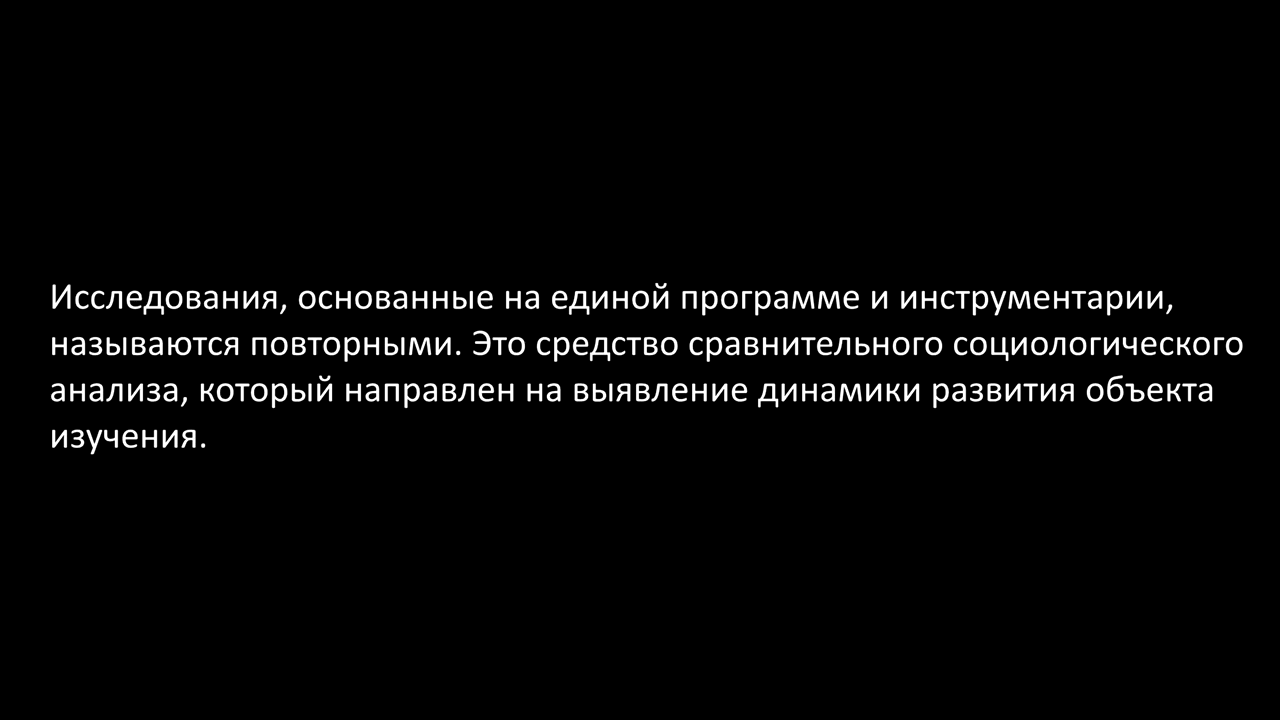 Исследования, основанные на единой программе и инструментарии,
называются повторными. Это средство сравнительного социологического
анализа, который направлен на выявление динамики развития объекта
изучения.